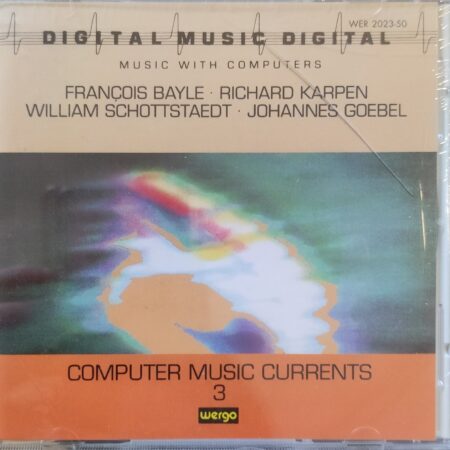 WER 2023-50
DIGITAL MUSIC DIGITAL
MUSIC WITH COMPUTERS
FRANÇOIS BAYLE · RICHARD KARPEN
WILLIAM SCHOTTSTAEDT · JOHANNES GOEBEL
COMPUTER MUSIC CURRENTS
3
wergo